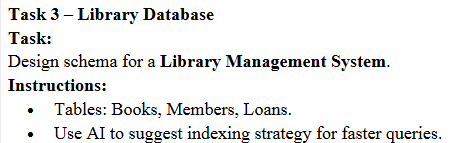 Task 3 – Library Database
Task:
Design schema for a Library Management System.
Instructions:
• Tables: Books, Members, Loans.
• Use AI to suggest indexing strategy for faster queries.